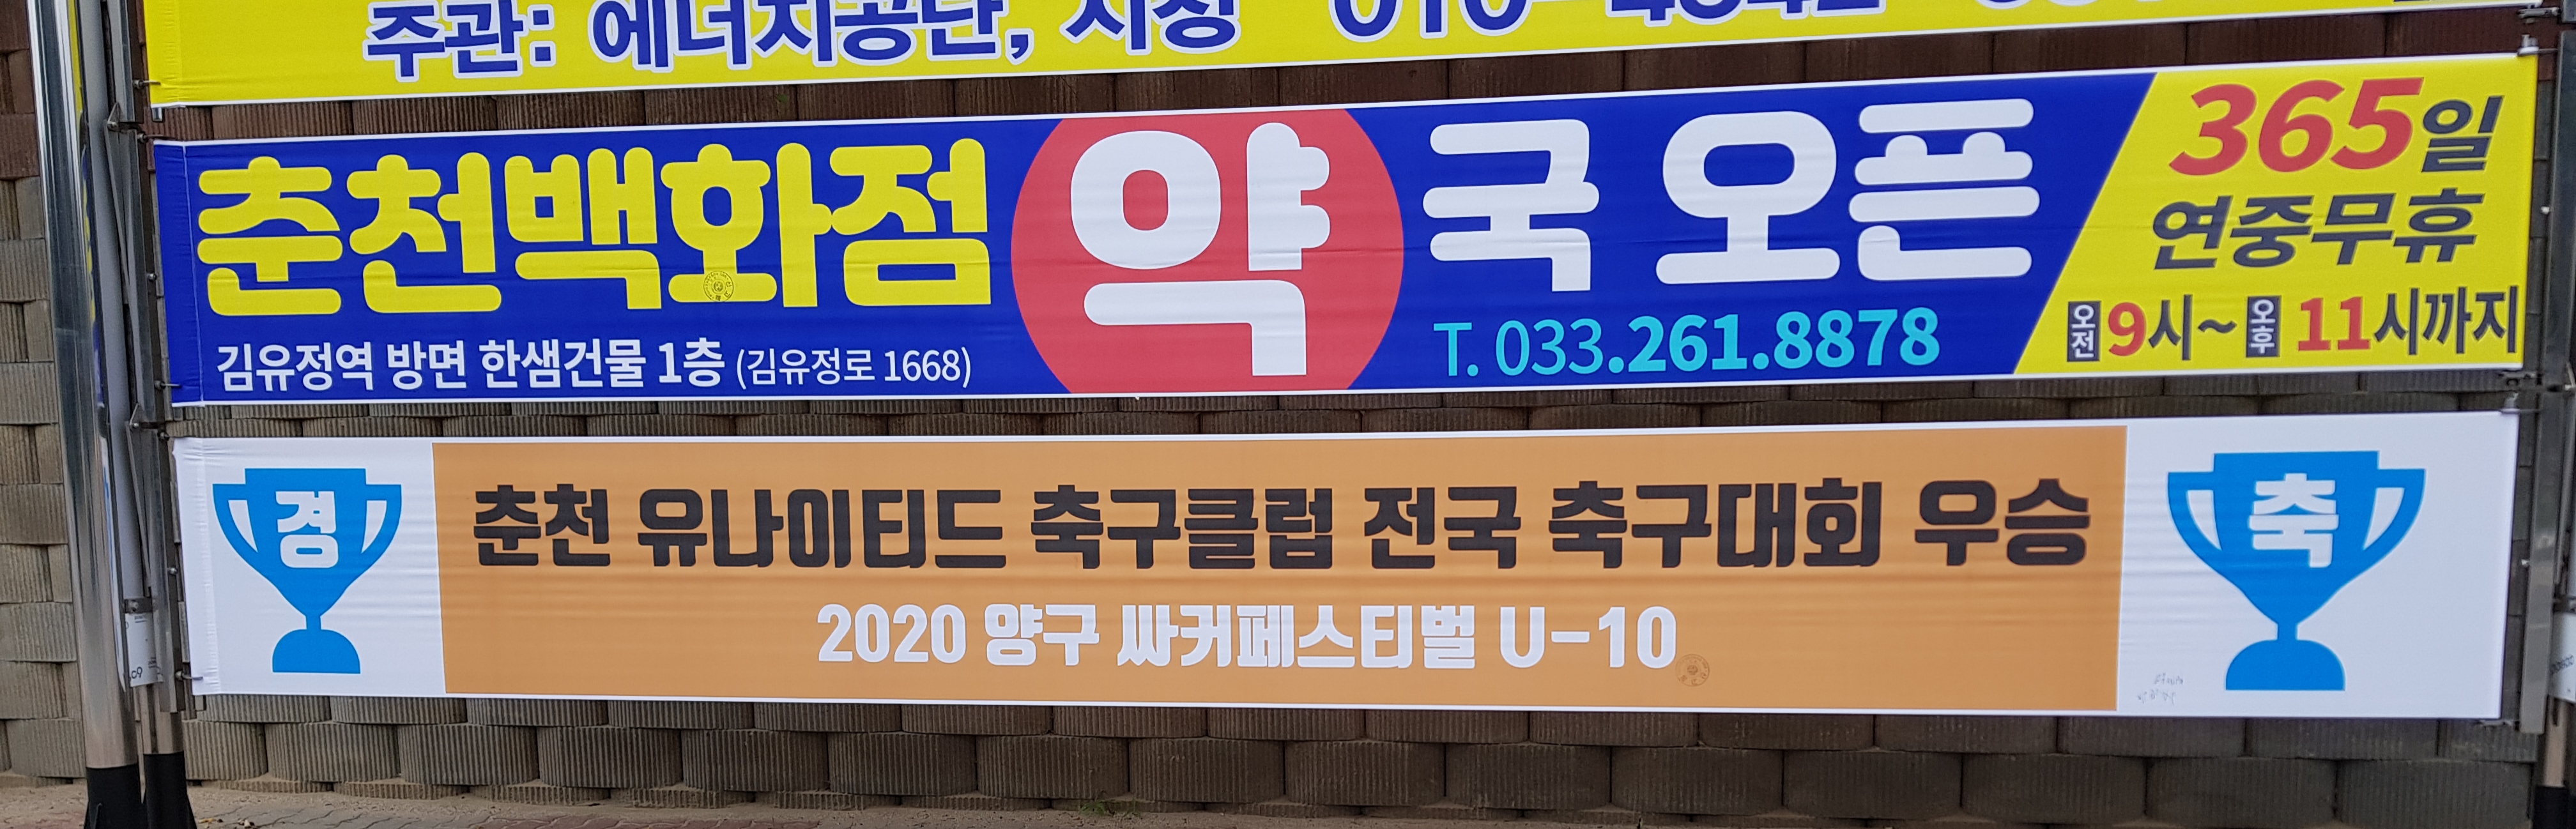 주관: 에너지공단, 시청
춘천백화점 약국 오픈
김유정역 방면 한샘건물 1층 (김유정로 1668)
T. 033.261.8878
365일
연중무휴
오전 9시~ 오후 11시까지
경
춘천 유나이티드 축구클럽 전국 축구대회 우승
2020 양구 싸커페스티벌 U-10
축